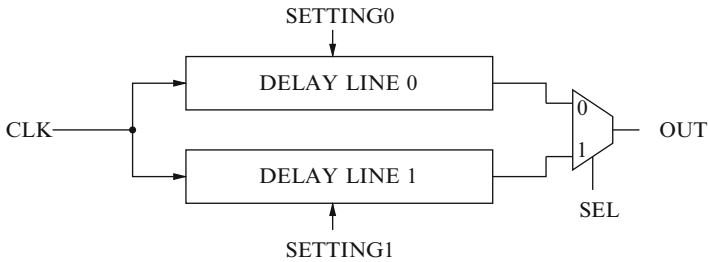 SETTING0
DELAY LINE 0
CLK
0
OUT
1
DELAY LINE 1
SEL
SETTING1